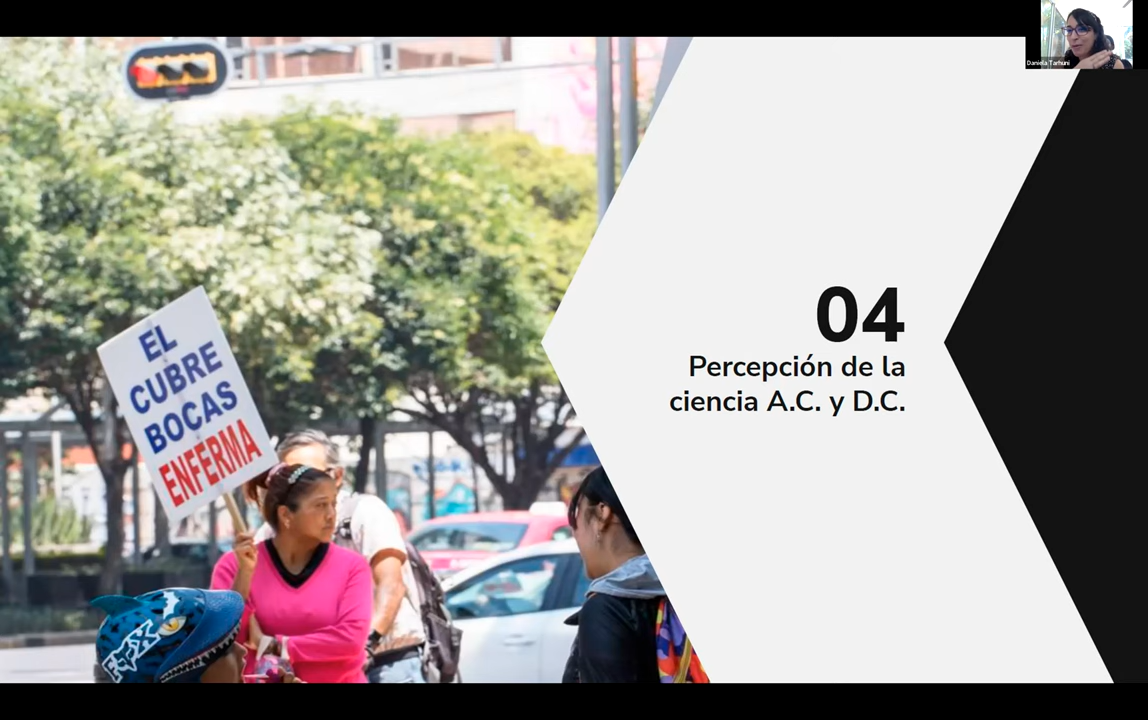 Daniela Tarhuni
EL
CUBRE
BOCAS
ENFERMA
04
Percepción de la
ciencia A.C. y D.C.